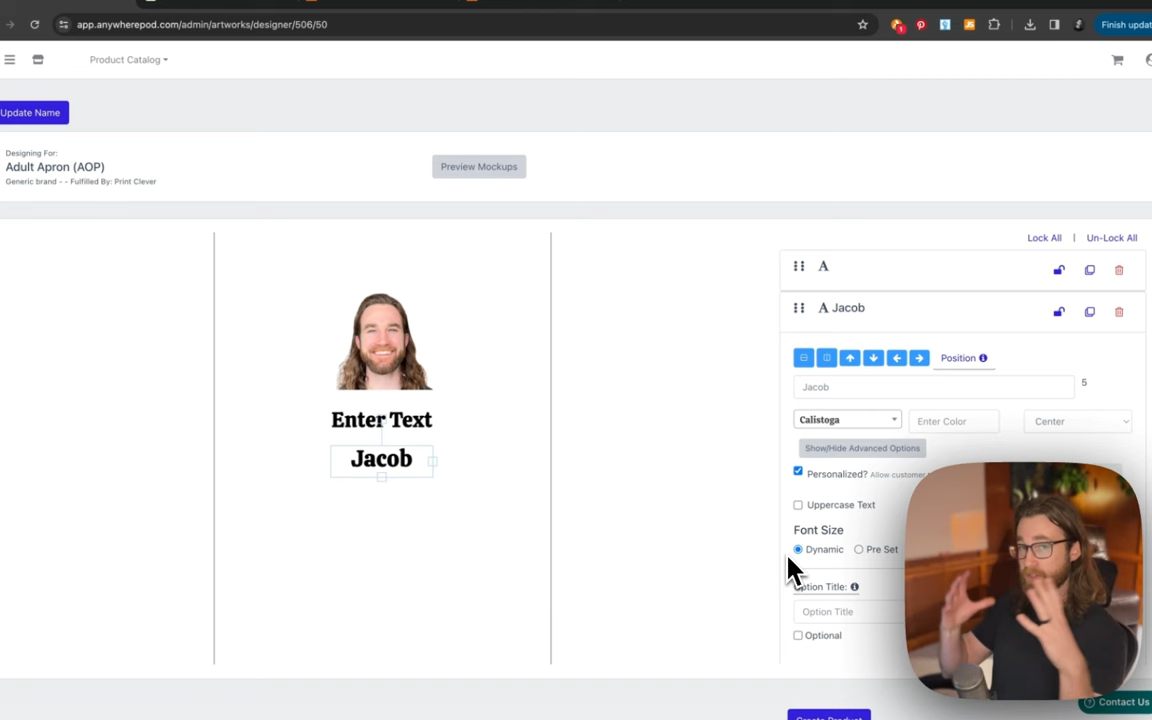 app.anywherepod.com/admin/artworks/designer/506/50
Finish updat
Product Catalog
Update Name
Designing For:
Adult Apron (AOP)
Generic brand - - Fulfilled By: Print Clever
Preview Mockups
Lock All | Un-Lock All
A
A Jacob
Position
Jacob
5
Calistoga
Enter Color
Center
Show/Hide Advanced Options
Personalized? Allow customer
Uppercase Text
Font Size
Dynamic
Pre Set
Option Title:
Option Title
Optional
Enter Text
Jacob
Create Product
Contact Us